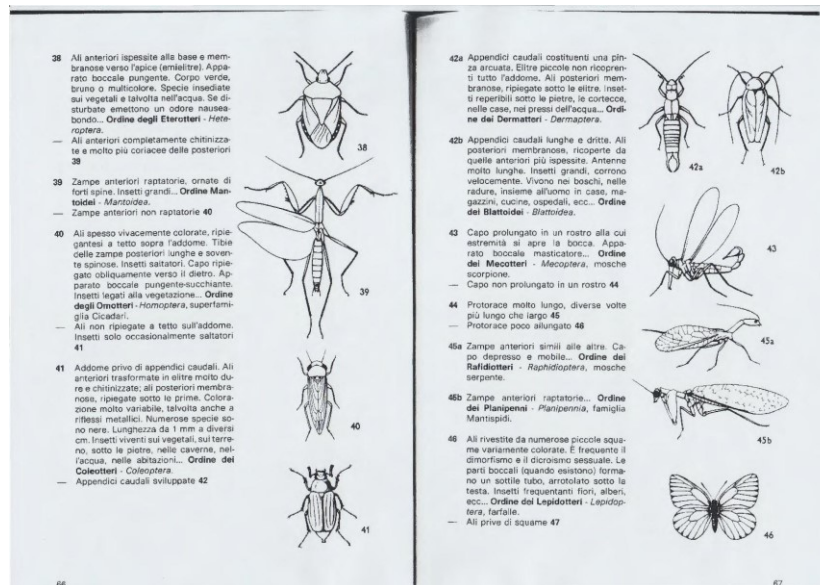 38 Ali anteriori ispessite alla base e mem-
branose verso l'apice (emielitre). Appa-
rato boccale pungente. Corpo verde,
bruno o multicolore. Specie insediate
sui vegetali e talvolta nell'acqua. Se di-
sturbate emettono un odore nausea-
bondo... Ordine degli Eterotteri - Hete-
roptera.
— Ali anteriori completamente chitinizza-
te e molto più coriacee delle posteriori
39
38
39 Zampe anteriori raptatorie, ornate di
forti spine. Insetti grandi... Ordine Man-
toidei - Mantoidea.
— Zampe anteriori non raptatorie 40
40 Ali spesso vivacemente colorate, ripie-
gantesi a tetto sopra l'addome. Tibie
delle zampe posteriori lunghe e soven-
te spinose. Insetti saltatori. Capo ripie-
gato obliquamente verso il dietro. Ap-
parato boccale pungente-succhiante.
Insetti legati alla vegetazione... Ordine
degli Omotteri - Homoptera, superfami-
glia Cicadari.
— Ali non ripiegate a tetto sull'addome.
Insetti solo occasionalmente saltatori
41
39
41 Addome privo di appendici caudali. Ali
anteriori trasformate in elitre molto du-
re e chitinizzate; ali posteriori membra-
nose, ripiegate sotto le prime. Colora-
zione molto variabile, talvolta anche a
riflessi metallici. Numerose specie so-
no nere. Lunghezza da 1 mm a diversi
cm. Insetti viventi sui vegetali, sul terre-
no, sotto le pietre, nelle caverne, nel-
l'acqua, nelle abitazioni... Ordine dei
Coleotteri - Coleoptera.
— Appendici caudali sviluppate 42
40
41
66
42a Appendici caudali costituenti una pin-
za arcuata. Elitre piccole non ricopren-
ti tutto l'addome. Ali posteriori mem-
branose, ripiegate sotto le elitre. Inset-
ti reperibili sotto le pietre, le cortecce,
nelle case, nei pressi dell'acqua... Ordi-
ne dei Dermatteri - Dermaptera.
42b Appendici caudali lunghe e dritte. Ali
posteriori membranose, ricoperte da
quelle anteriori più ispessite. Antenne
molto lunghe. Insetti grandi, corrono
velocemente. Vivono nei boschi, nelle
radure, insieme all'uomo in case, ma-
gazzini, cucine, ospedali, ecc... Ordine
dei Blattoidei - Blattoidea.
42a
42b
43 Capo prolungato in un rostro alla cui
estremità si apre la bocca. Appa-
rato boccale masticatore... Ordine
dei Mecotteri - Mecoptera, mosche
scorpione.
— Capo non prolungato in un rostro 44
43
44 Protorace molto lungo, diverse volte
più lungo che largo 45
— Protorace poco allungato 46
45a Zampe anteriori simili alle altre. Ca-
po depresso e mobile... Ordine dei
Rafidiotteri - Raphidioptera, mosche
serpente.
45a
45b Zampe anteriori raptatorie... Ordine
dei Planipenni - Planipennia, famiglia
Mantispidi.
45b
46 Ali rivestite da numerose piccole squa-
me variamente colorate. È frequente il
dimorfismo e il dicroismo sessuale. Le
parti boccali (quando esistono) forma-
no un sottile tubo, arrotolato sotto la
testa. Insetti frequentanti fiori, alberi,
ecc... Ordine dei Lepidotteri - Lepidop-
tera, farfalle.
— Ali prive di squame 47
46
67